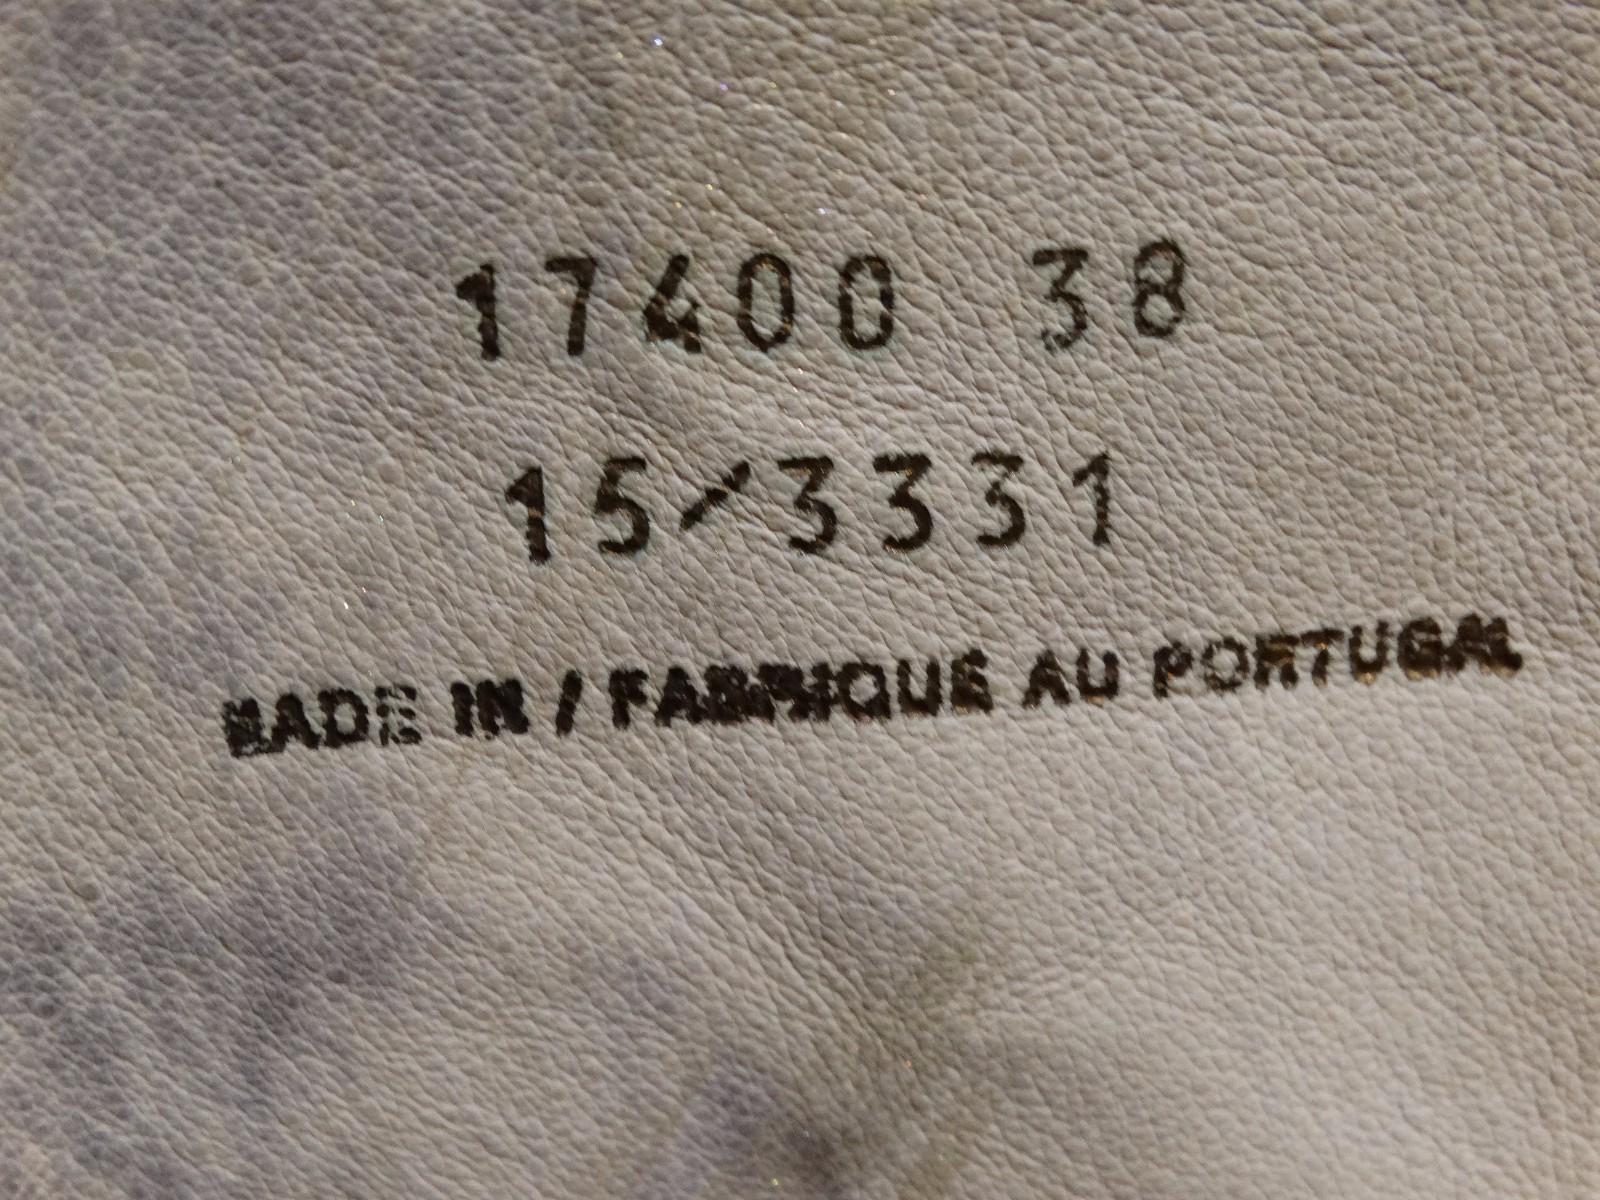 17400 38
15/3331
MADE IN / FABRIQUE AU PORTUGAL